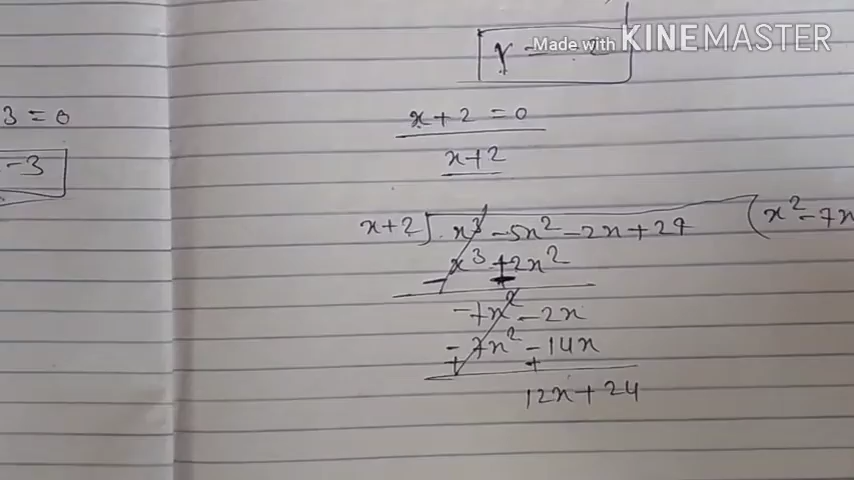 Made with KINEMASTER
3 = 0
-3
x + 2 = 0
x + 2
x+2) x³ - 5x² - 2x + 24 (x² - 7x
x³ + 2x²
- +
-7x² - 2x
-7x² - 14x
+ +
12x + 24